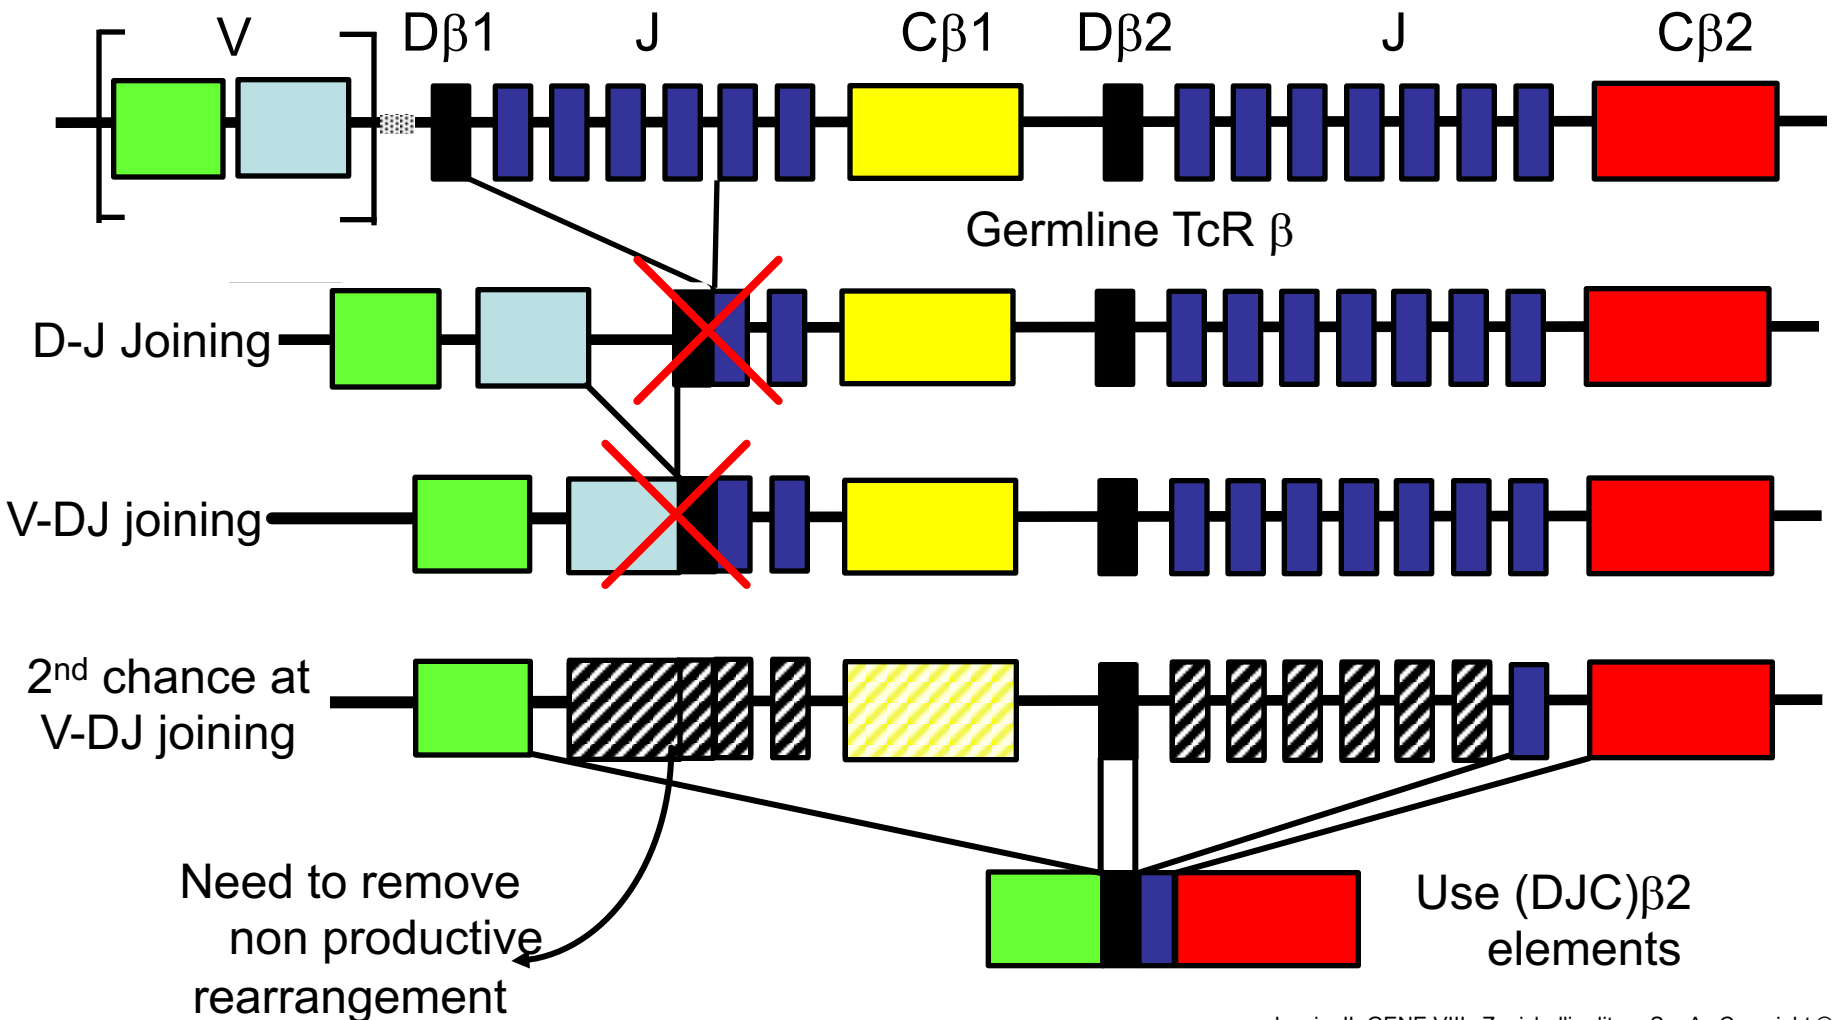 V Dβ1 J Cβ1 Dβ2 J Cβ2
Germline TcR β
D-J Joining
V-DJ joining
2nd chance at
V-DJ joining
Need to remove
non productive
rearrangement
Use (DJC)β2
elements